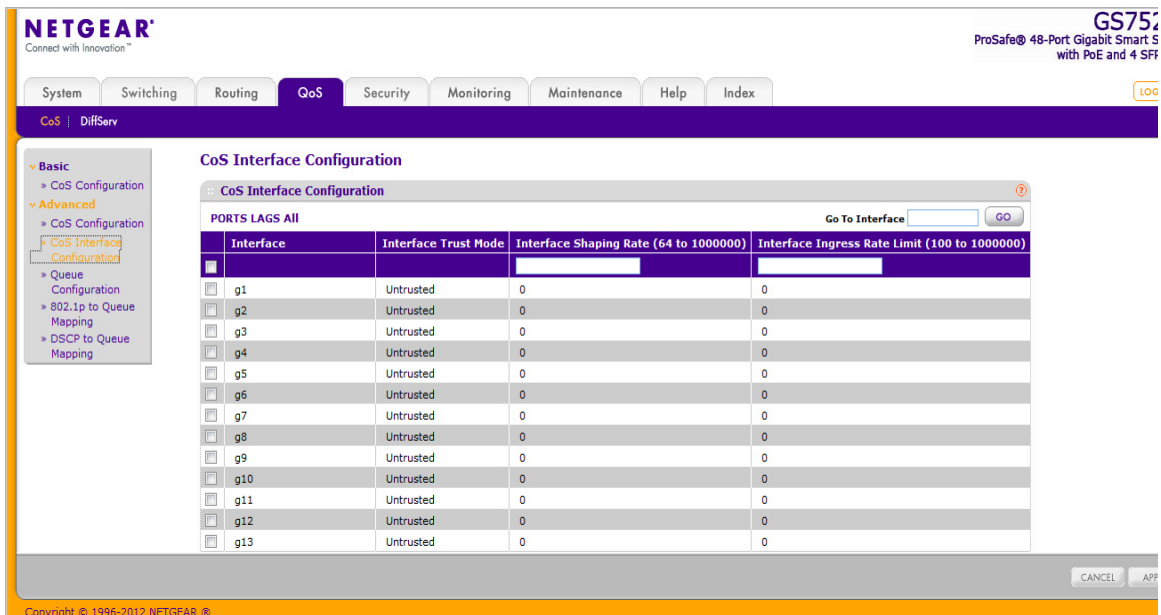 NETGEAR®
Connect with Innovation™
GS752
ProSafe® 48-Port Gigabit Smart S
with PoE and 4 SFP
System Switching Routing QoS Security Monitoring Maintenance Help Index
LOG
CoS DiffServ
Basic
» CoS Configuration
Advanced
» CoS Configuration
» CoS Interface
Configuration
» Queue
Configuration
» 802.1p to Queue
Mapping
» DSCP to Queue
Mapping
CoS Interface Configuration
CoS Interface Configuration
PORTS LAGS All Go To Interface GO
Interface Interface Trust Mode Interface Shaping Rate (64 to 1000000) Interface Ingress Rate Limit (100 to 1000000)
g1 Untrusted 0 0
g2 Untrusted 0 0
g3 Untrusted 0 0
g4 Untrusted 0 0
g5 Untrusted 0 0
g6 Untrusted 0 0
g7 Untrusted 0 0
g8 Untrusted 0 0
g9 Untrusted 0 0
g10 Untrusted 0 0
g11 Untrusted 0 0
g12 Untrusted 0 0
g13 Untrusted 0 0
CANCEL APP
Copyright © 1996-2012 NETGEAR ®